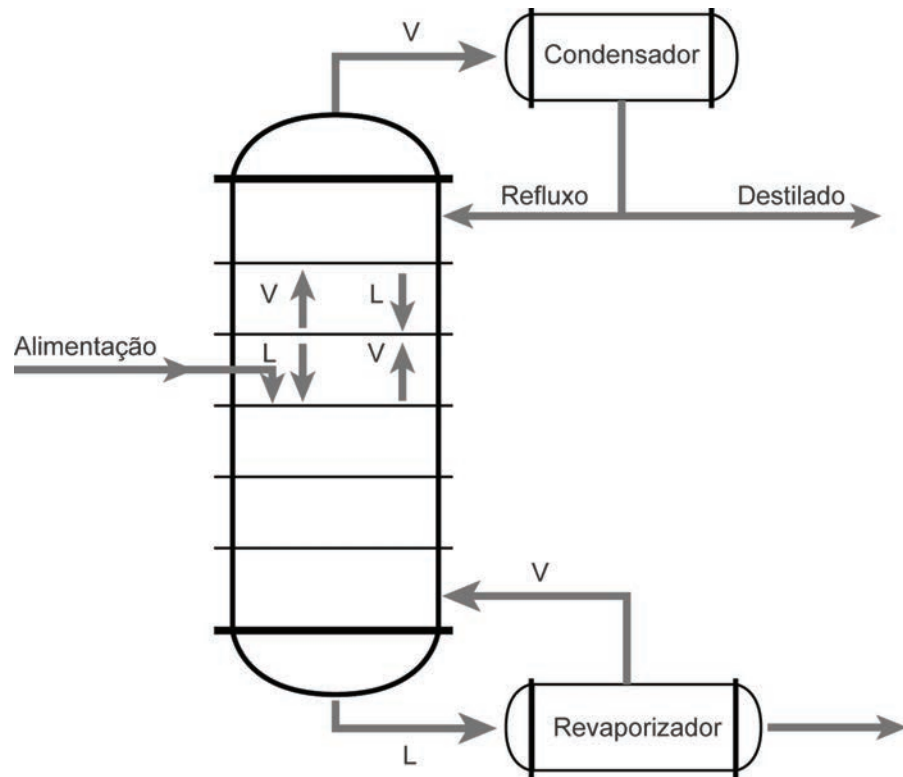 V
Condensador
Refluxo
Destilado
V
L
Alimentação
L
V
V
Revaporizador
L